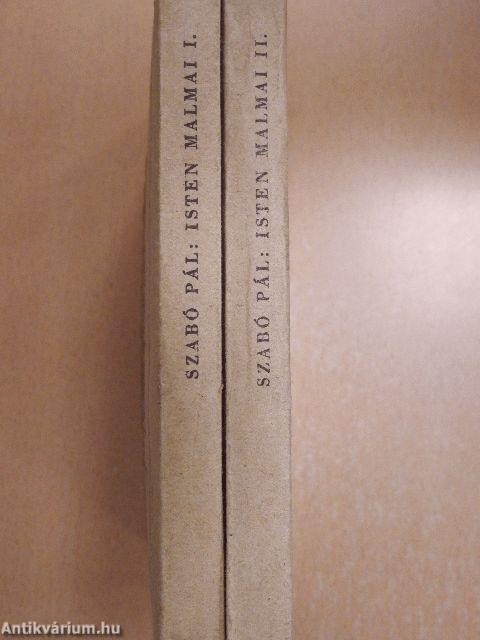 SZABÓ PÁL: ISTEN MALMAI I.
SZABÓ PÁL: ISTEN MALMAI II.
Antikvárium.hu